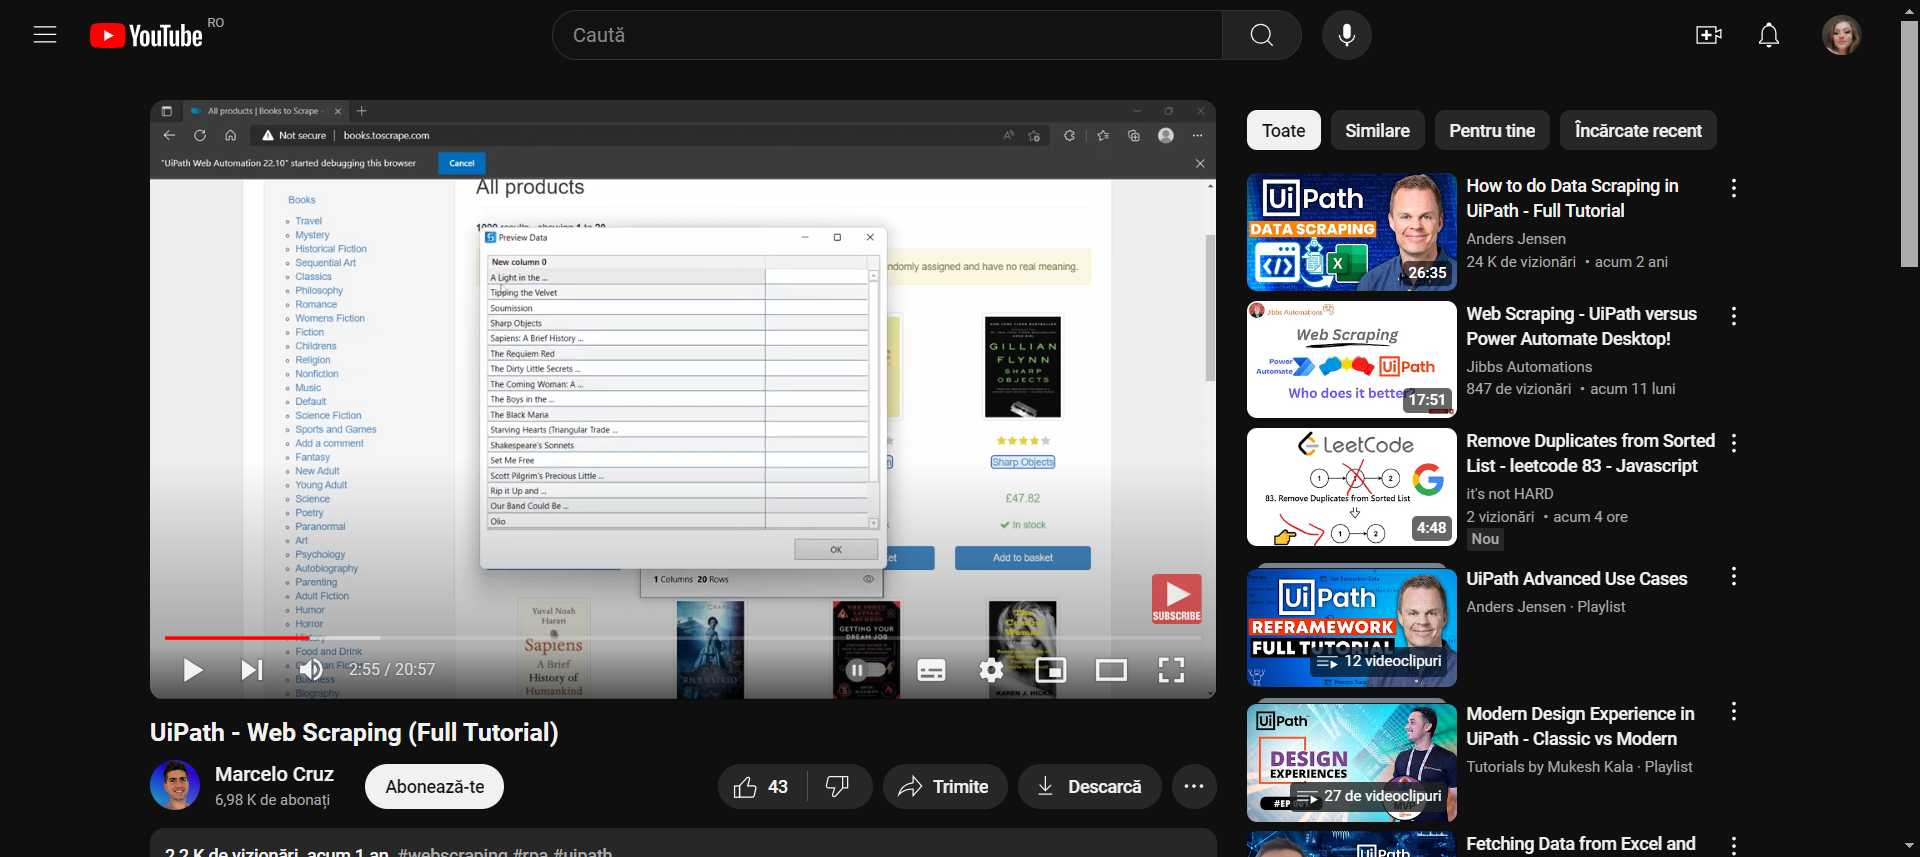 YouTube RO
Caută
All products | Books to Scrape -
Not secure | books.toscrape.com
"UiPath Web Automation 22.10" started debugging this browser Cancel
All products
Books
Travel
Mystery
Historical Fiction
Sequential Art
Classics
Philosophy
Romance
Womens Fiction
Fiction
Childrens
Religion
Nonfiction
Music
Default
Science Fiction
Sports and Games
Add a comment
Fantasy
New Adult
Young Adult
Science
Poetry
Paranormal
Art
Psychology
Autobiography
Parenting
Adult Fiction
Humor
Horror
History
Food and Drink
Business
Biography
Preview Data
New column 0
A Light in the ...
Tipping the Velvet
Soumission
Sharp Objects
Sapiens: A Brief History ...
The Requiem Red
The Dirty Little Secrets ...
The Coming Woman: A ...
The Boys in the ...
The Black Maria
Starving Hearts (Triangular Trade ...
Shakespeare's Sonnets
Set Me Free
Scott Pilgrim's Precious Little ...
Rip it Up and ...
Our Band Could Be ...
Olio
OK
1 Columns 20 Rows
ndomly assigned and have no real meaning.
GILLIAN
FLYNN
SHARP
OBJECTS
Sharp Objects
£47.82
In stock
Add to basket
Yuval Noah
Harari
Sapiens
A Brief
History of
Humankind
GETTING YOUR
DREAM JOB
KAREN J. HICKS
SUBSCRIBE
2:55 / 20:57
UiPath - Web Scraping (Full Tutorial)
Marcelo Cruz
6,98 K de abonați
Abonează-te
43
Trimite
Descarcă
2,2 K de vizionări acum 1 an #webscraping #rpa #uipath
Toate
Similare
Pentru tine
Încărcate recent
UiPath
DATA SCRAPING
26:35
How to do Data Scraping in
UiPath - Full Tutorial
Anders Jensen
24 K de vizionări • acum 2 ani
Jibbs Automations
Web Scraping
Power
Automate
UiPath
Who does it better
17:51
Web Scraping - UiPath versus
Power Automate Desktop!
Jibbs Automations
847 de vizionări • acum 11 luni
LeetCode
1 1 2
83. Remove Duplicates from Sorted List
1 2
4:48
Remove Duplicates from Sorted
List - leetcode 83 - Javascript
it's not HARD
2 vizionări • acum 4 ore
Nou
UiPath
REFRAMEWORK
FULL TUTORIAL
12 videoclipuri
UiPath Advanced Use Cases
Anders Jensen · Playlist
UiPath
DESIGN
EXPERIENCES
#EP
MVP
27 de videoclipuri
Modern Design Experience in
UiPath - Classic vs Modern
Tutorials by Mukesh Kala · Playlist
UiPath
Fetching Data from Excel and